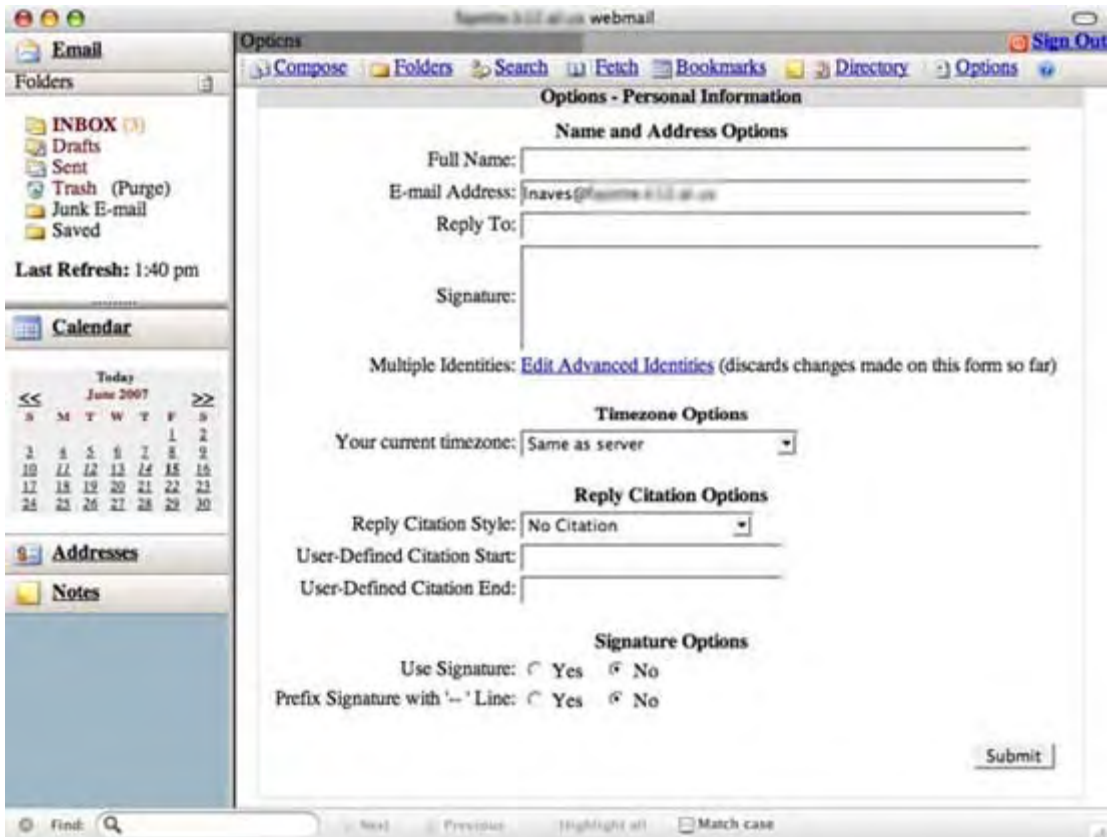 webmail
Email
Folders
INBOX (3)
Drafts
Sent
Trash (Purge)
Junk E-mail
Saved
Last Refresh: 1:40 pm
Calendar
Today
<< June 2007 >>
S M T W T F S
1 2
3 4 5 6 7 8 9
10 11 12 13 14 15 16
17 18 19 20 21 22 23
24 25 26 27 28 29 30
Addresses
Notes
Options Sign Out
Compose Folders Search Fetch Bookmarks Directory Options
Options - Personal Information
Name and Address Options
Full Name:
E-mail Address: lnaves@
Reply To:
Signature:
Multiple Identities: Edit Advanced Identities (discards changes made on this form so far)
Timezone Options
Your current timezone: Same as server
Reply Citation Options
Reply Citation Style: No Citation
User-Defined Citation Start:
User-Defined Citation End:
Signature Options
Use Signature: Yes No
Prefix Signature with '-- ' Line: Yes No
Submit
Find: Next Previous Highlight all Match case